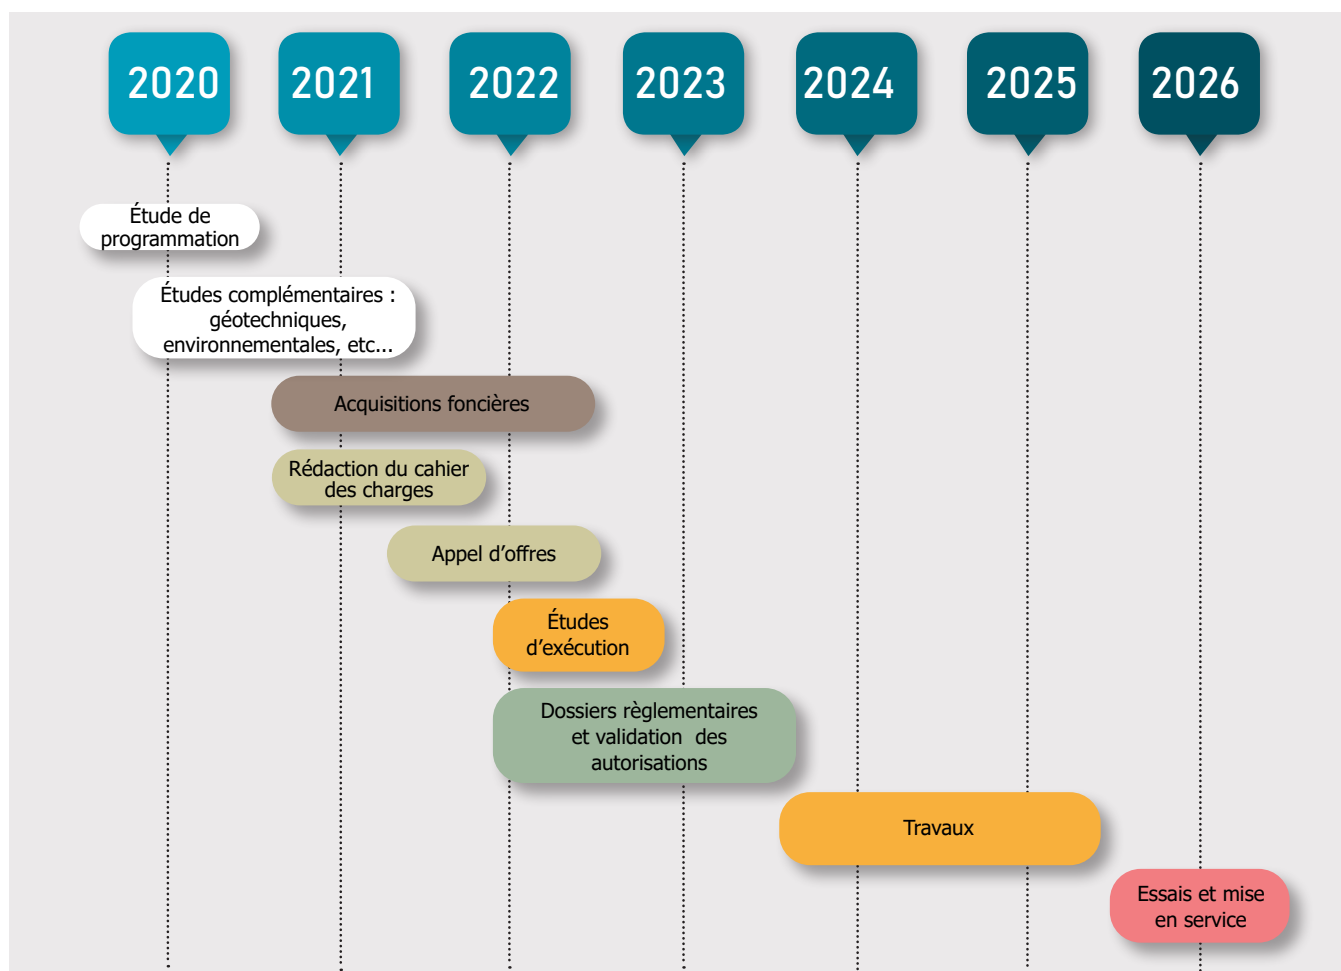 2020
2021
2022
2023
2024
2025
2026
Étude de
programmation
Études complémentaires :
géotechniques,
environnementales, etc...
Acquisitions foncières
Rédaction du cahier
des charges
Appel d’offres
Études
d’exécution
Dossiers règlementaires
et validation des
autorisations
Travaux
Essais et mise
en service